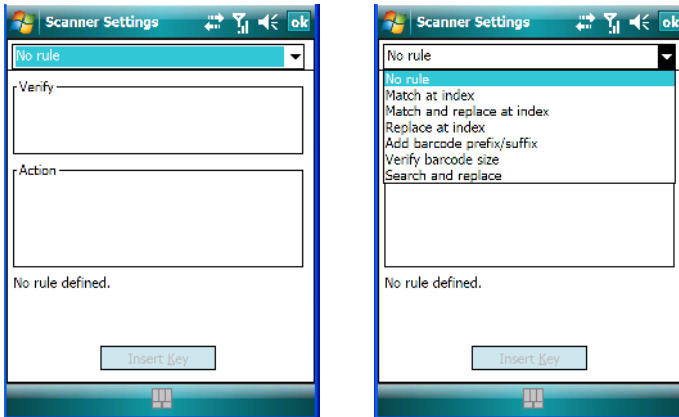 Scanner Settings
ok
No rule
Verify
Action
No rule defined.
Insert Key
Scanner Settings
ok
No rule
No rule
Match at index
Match and replace at index
Replace at index
Add barcode prefix/suffix
Verify barcode size
Search and replace
No rule defined.
Insert Key